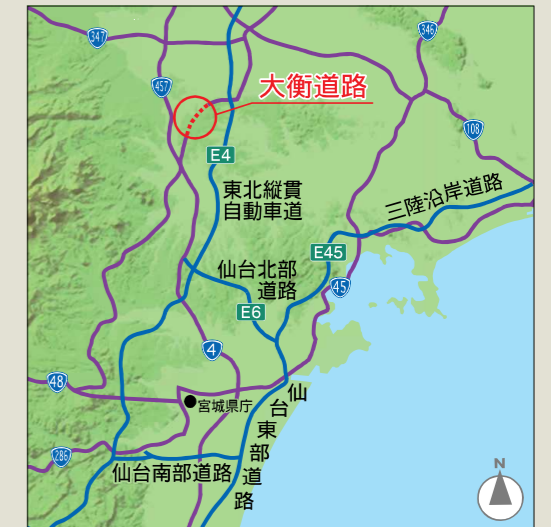 347
346
457
大衡道路
108
E4
東北縦貫
自動車道
三陸沿岸道路
E45
仙台北部
道路
45
E6
4
48
宮城県庁
仙台東部道路
286
仙台南部道路
N